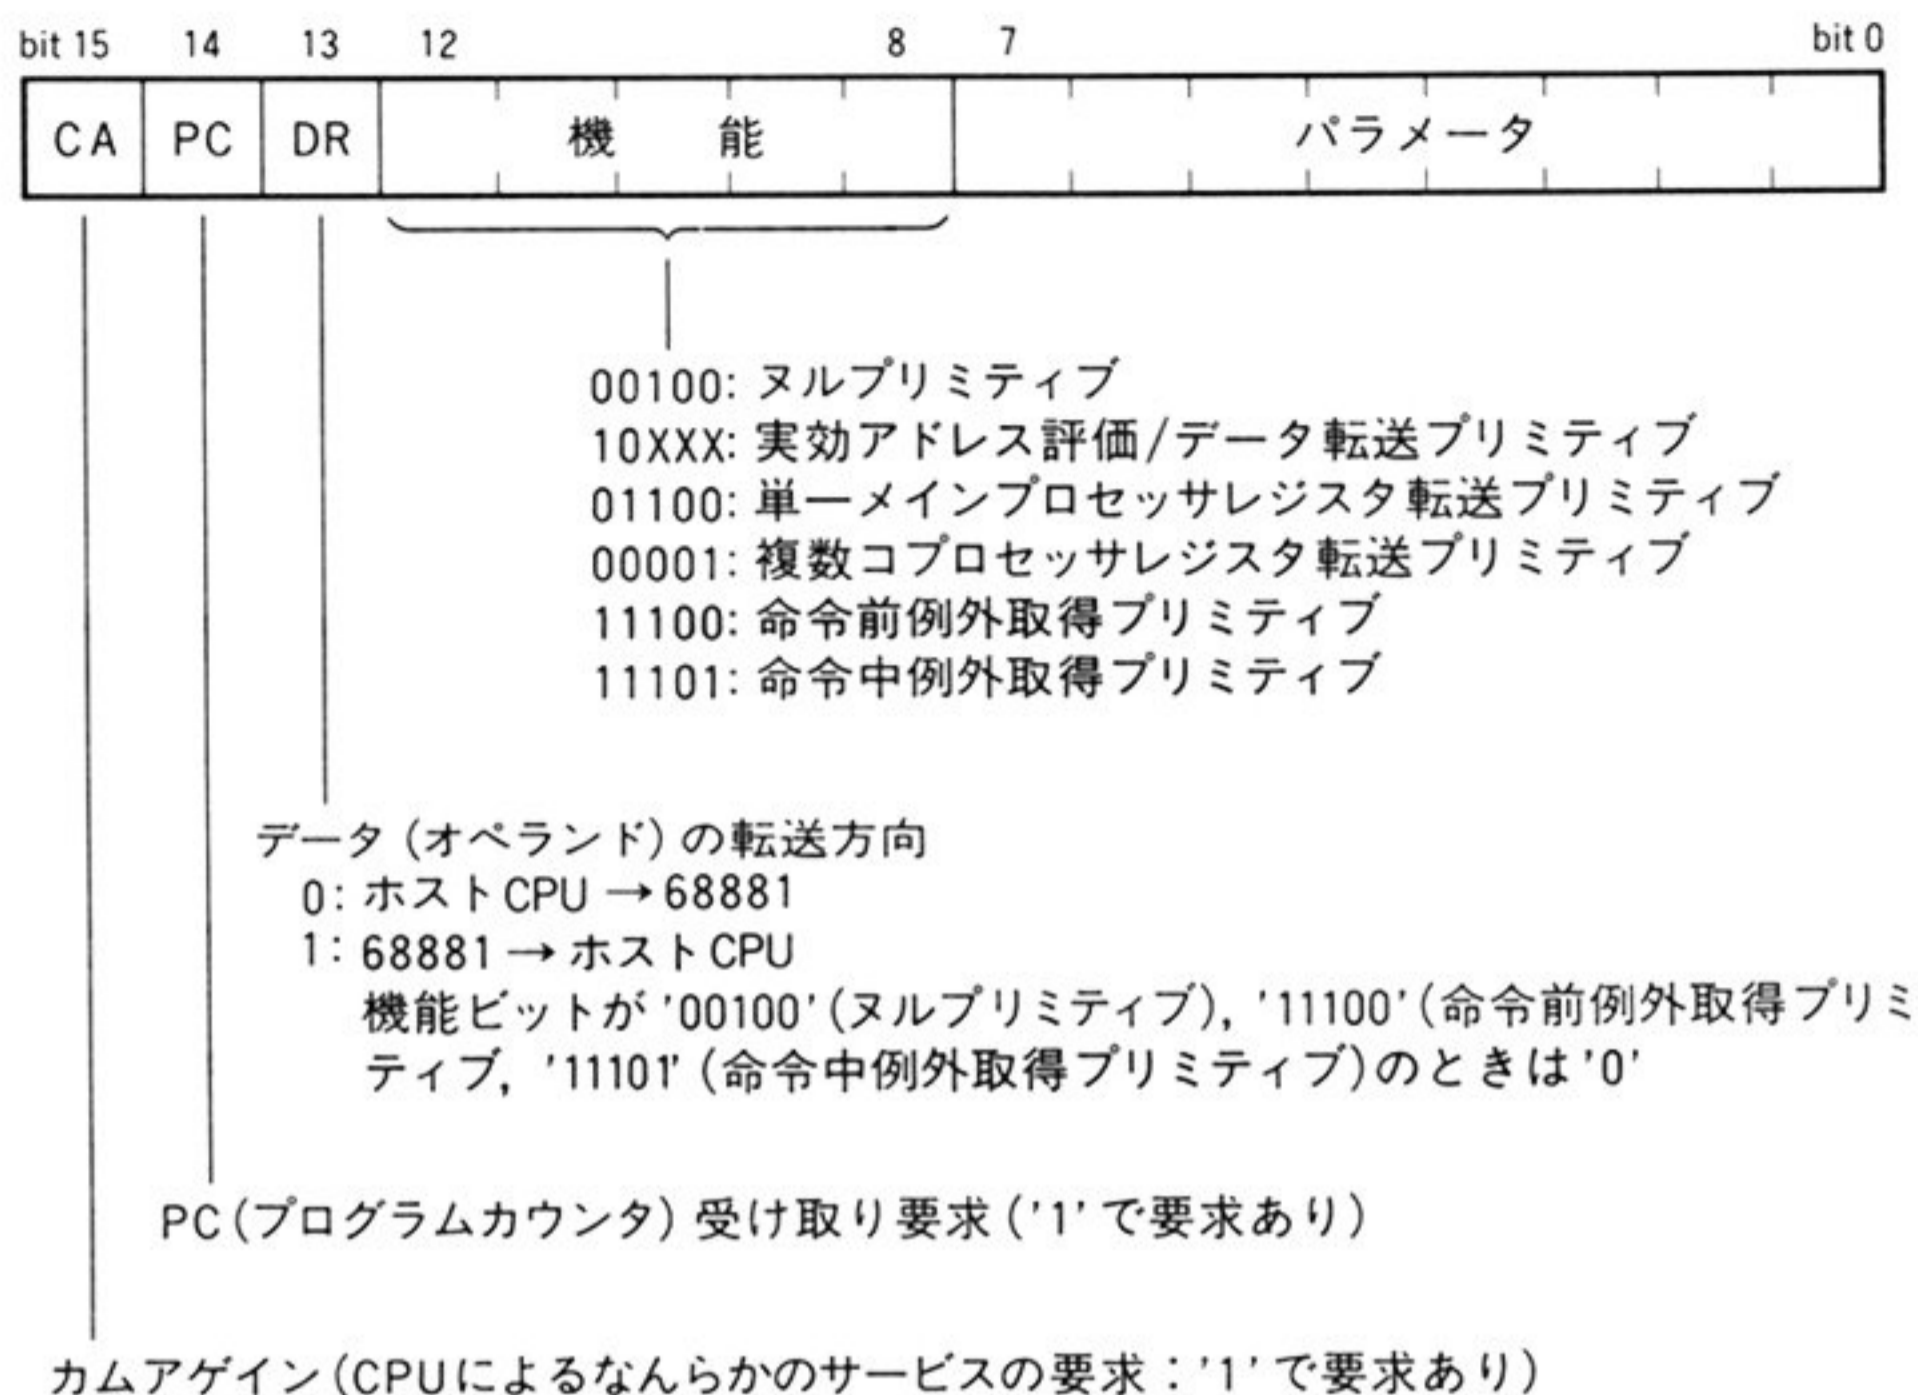 bit 15 14 13 12 8 7 bit 0
CA PC DR 機 能 パラメータ
00100: ヌルプリミティブ
10XXX: 実効アドレス評価/データ転送プリミティブ
01100: 単一メインプロセッサレジスタ転送プリミティブ
00001: 複数コプロセッサレジスタ転送プリミティブ
11100: 命令前例外取得プリミティブ
11101: 命令中例外取得プリミティブ
データ(オペランド)の転送方向
0: ホストCPU → 68881
1: 68881 → ホストCPU
機能ビットが '00100'(ヌルプリミティブ), '11100'(命令前例外取得プリミ
ティブ, '11101' (命令中例外取得プリミティブ)のときは '0'
PC(プログラムカウンタ) 受け取り要求 ('1' で要求あり)
カムアゲイン(CPUによるなんらかのサービスの要求:'1' で要求あり)